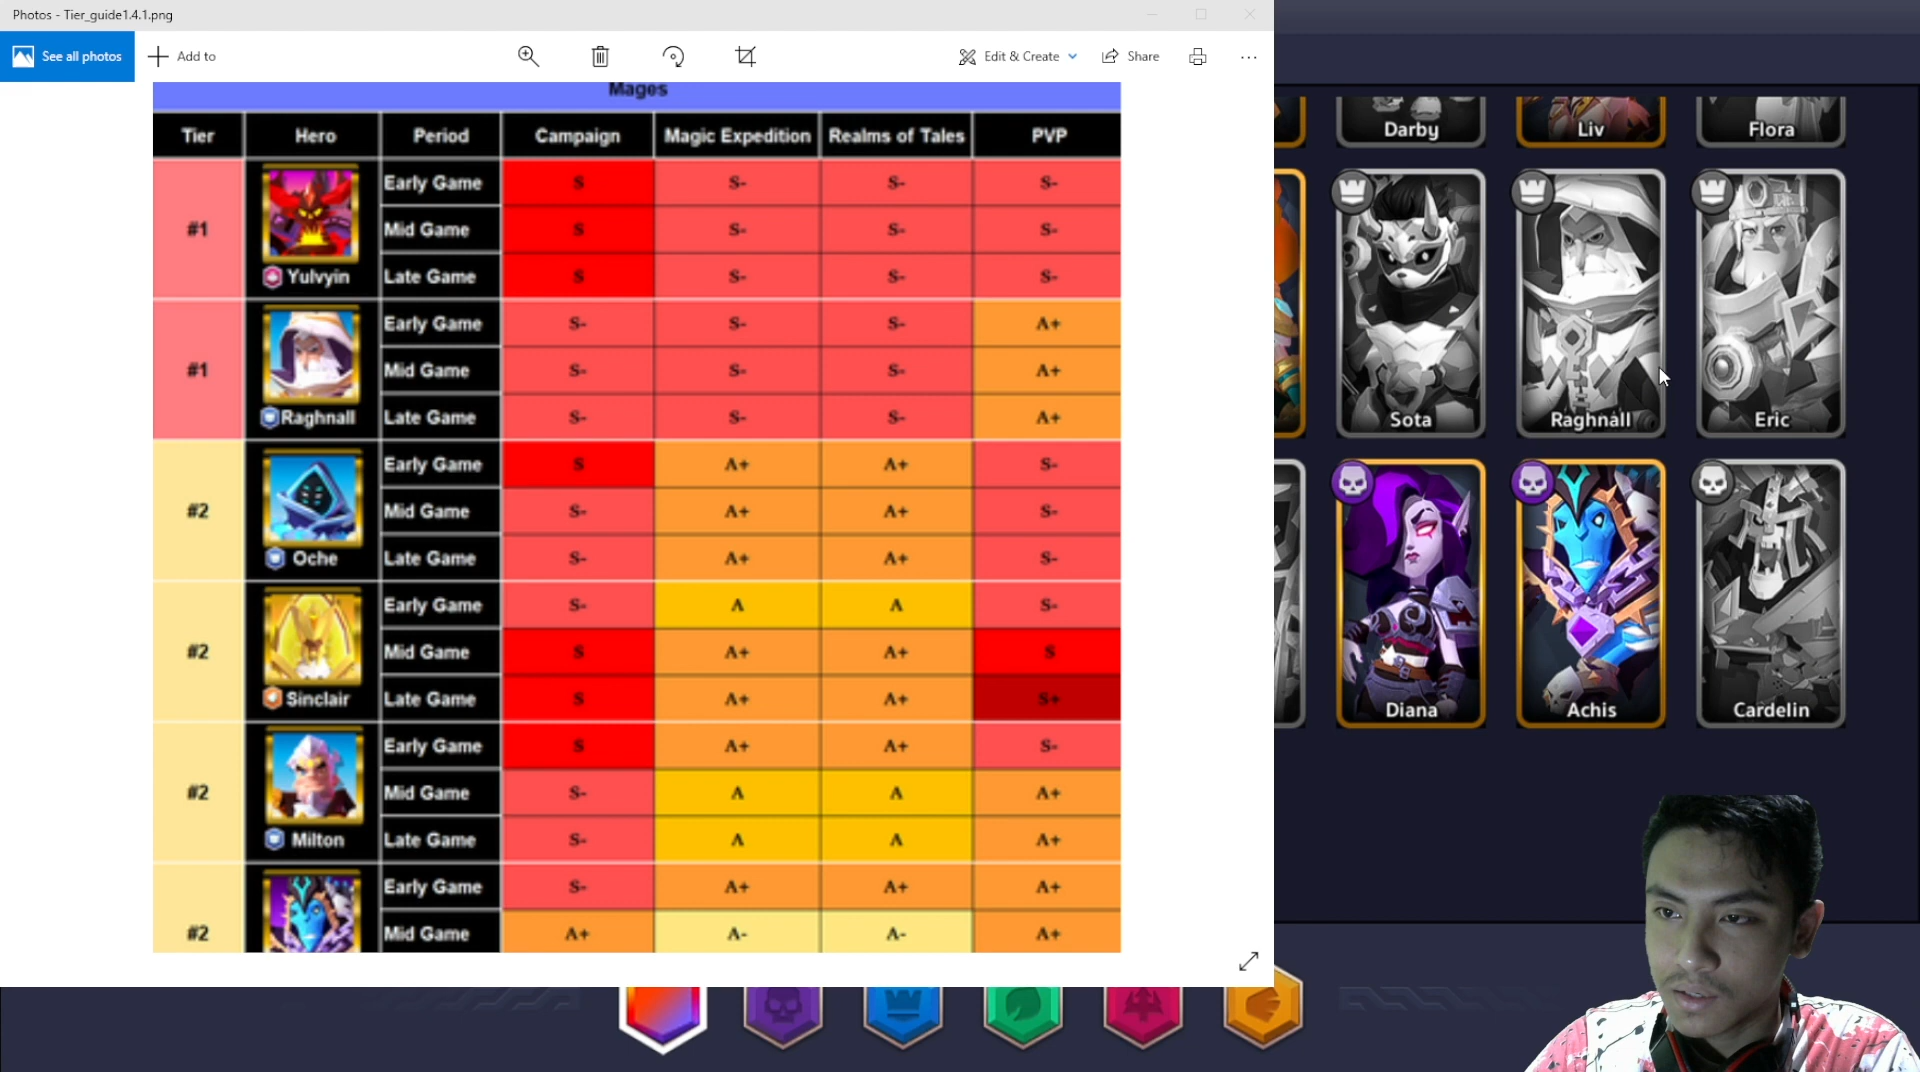 Photos - Tier_guide1.4.1.png
See all photos
Add to
Edit & Create
Share
Mages
Tier Hero Period Campaign Magic Expedition Realms of Tales PVP
#1 Yulvyin
Early Game S S- S- S-
Mid Game S S- S- S-
Late Game S S- S- S-
#1 Raghnall
Early Game S- S- S- A+
Mid Game S- S- S- A+
Late Game S- S- S- A+
#2 Oche
Early Game S A+ A+ S-
Mid Game S- A+ A+ S-
Late Game S- A+ A+ S-
#2 Sinclair
Early Game S- A A S-
Mid Game S A+ A+ S
Late Game S A+ A+ S+
#2 Milton
Early Game S A+ A+ S-
Mid Game S- A A A+
Late Game S- A A A+
#2
Early Game S- A+ A+ A+
Mid Game A+ A- A- A+
Darby Liv Flora
Sota Raghnall Eric
Diana Achis Cardelin